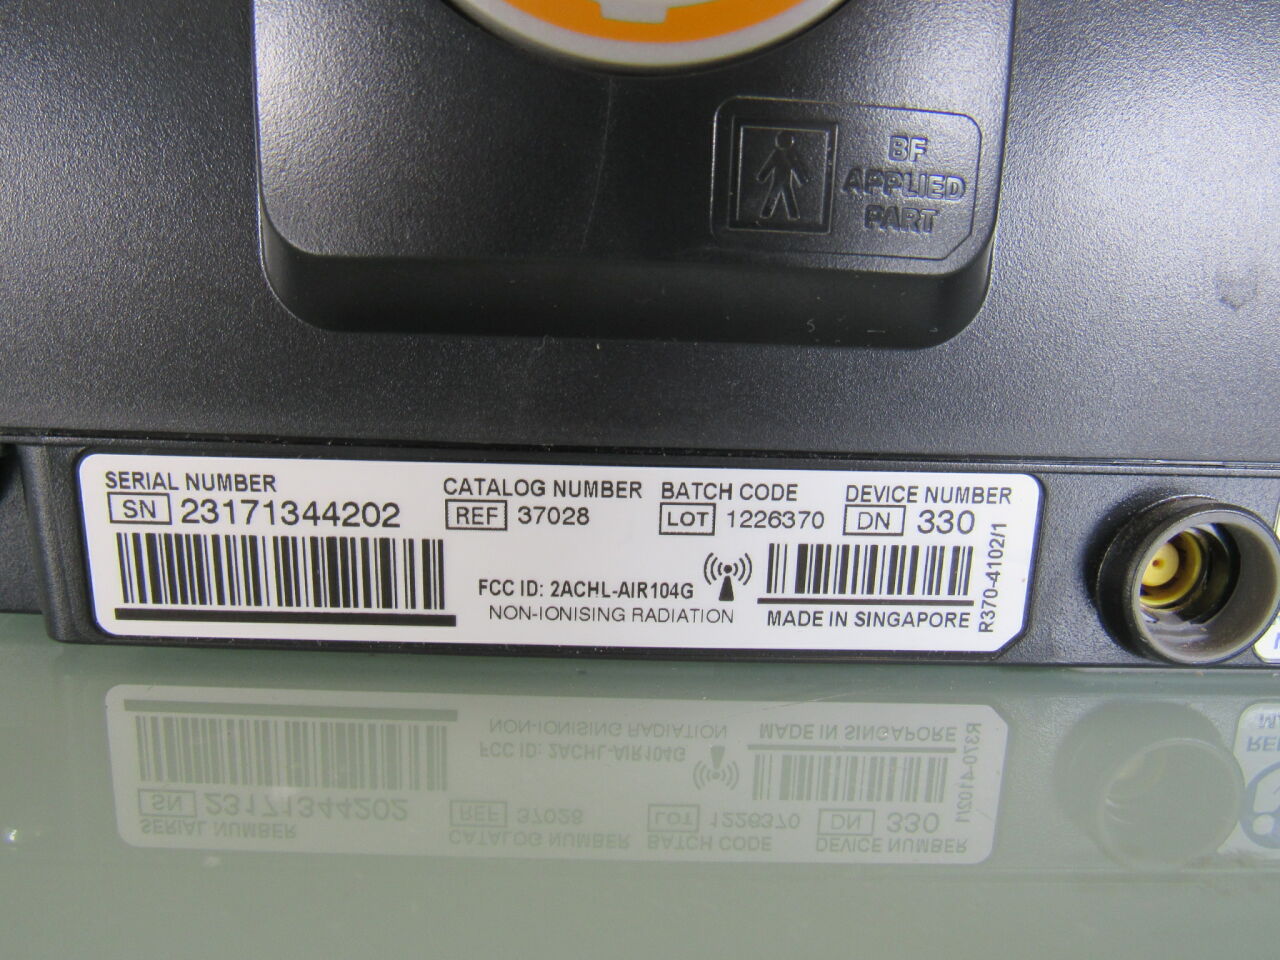 BF
APPLIED
PART
SERIAL NUMBER
SN 23171344202
CATALOG NUMBER
REF 37028
BATCH CODE
LOT 1226370
DEVICE NUMBER
DN 330
FCC ID: 2ACHL-AIR104G
NON-IONISING RADIATION
MADE IN SINGAPORE
R370-4102/1